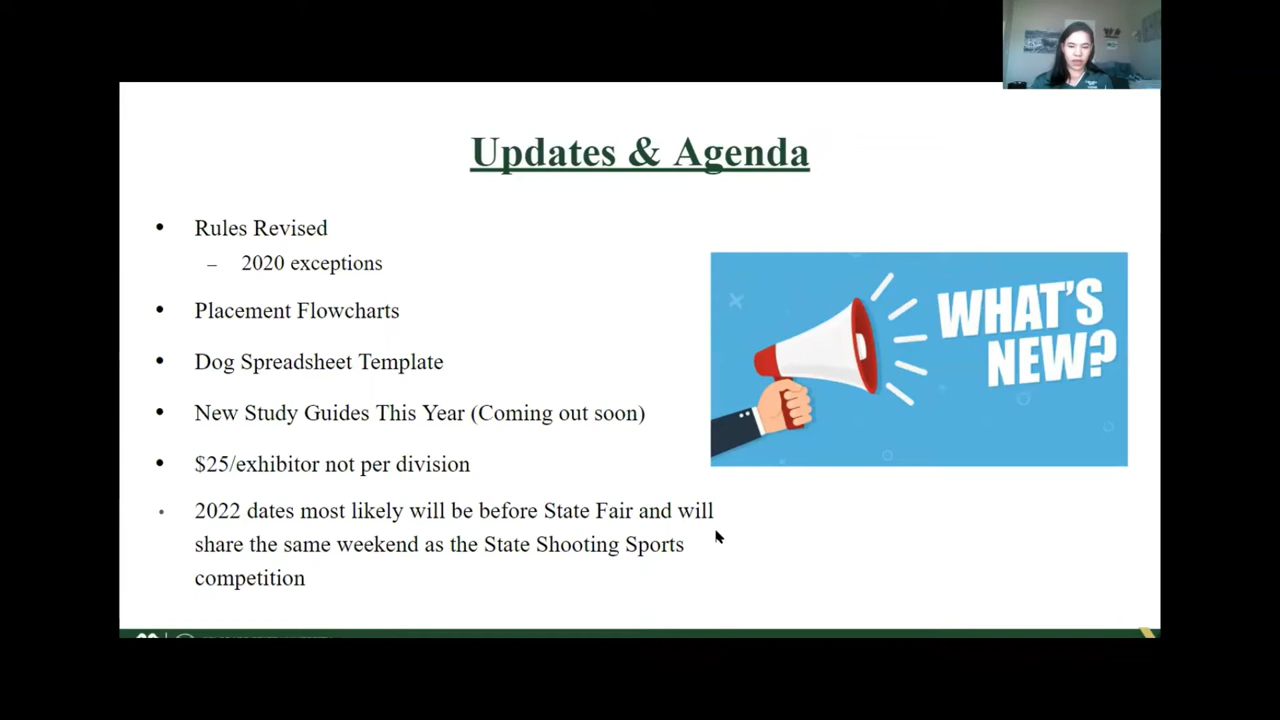 Updates & Agenda
• Rules Revised
– 2020 exceptions
• Placement Flowcharts
• Dog Spreadsheet Template
• New Study Guides This Year (Coming out soon)
• $25/exhibitor not per division
• 2022 dates most likely will be before State Fair and will
share the same weekend as the State Shooting Sports
competition
WHAT'S
NEW?